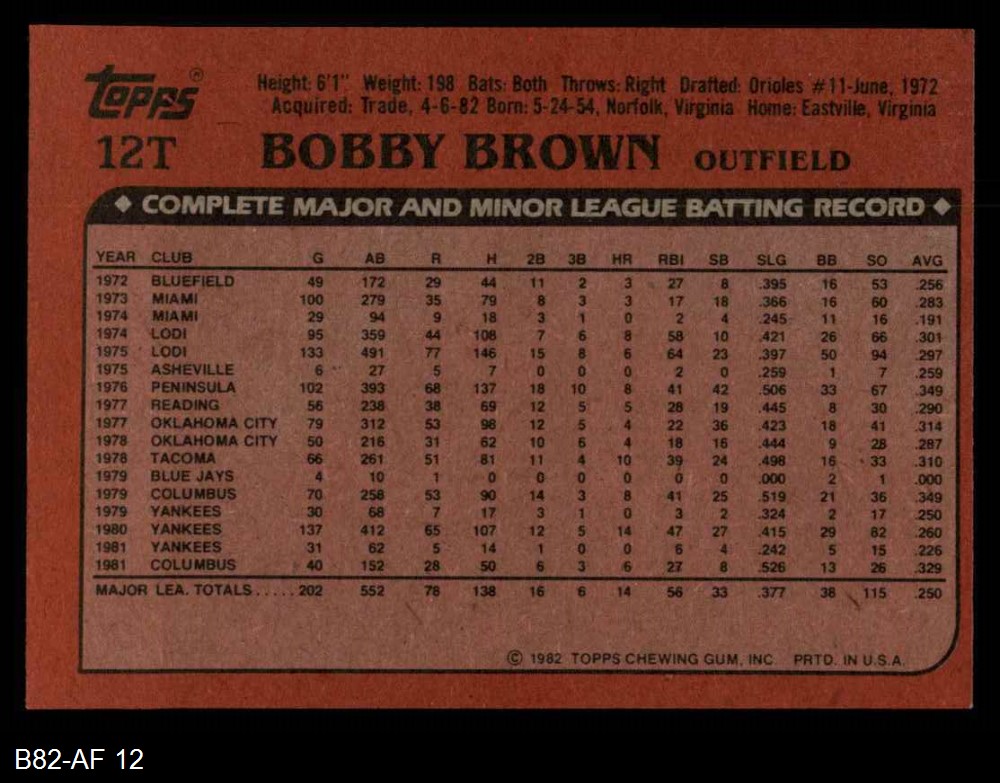 Topps®
Height: 6'1" Weight: 198 Bats: Both Throws: Right Drafted: Orioles #11-June, 1972
Acquired: Trade, 4-6-82 Born: 5-24-54, Norfolk, Virginia Home: Eastville, Virginia
12T BOBBY BROWN OUTFIELD
◆ COMPLETE MAJOR AND MINOR LEAGUE BATTING RECORD ◆
YEAR CLUB G AB R H 2B 3B HR RBI SB SLG BB SO AVG
1972 BLUEFIELD 49 172 29 44 11 2 3 27 8 .395 16 53 .256
1973 MIAMI 100 279 35 79 8 3 3 17 18 .366 16 60 .283
1974 MIAMI 29 94 9 18 3 1 0 2 4 .245 11 16 .191
1974 LODI 95 359 44 108 7 6 8 58 10 .421 26 66 .301
1975 LODI 133 491 77 146 15 8 6 64 23 .397 50 94 .297
1975 ASHEVILLE 6 27 5 7 0 0 0 2 0 .259 1 7 .259
1976 PENINSULA 102 393 68 137 18 10 8 41 42 .506 33 67 .349
1977 READING 56 238 38 69 12 5 5 28 19 .445 8 30 .290
1977 OKLAHOMA CITY 79 312 53 98 12 5 4 22 36 .423 18 41 .314
1978 OKLAHOMA CITY 50 216 31 62 10 6 4 18 16 .444 9 28 .287
1978 TACOMA 66 261 51 81 11 4 10 39 24 .498 16 33 .310
1979 BLUE JAYS 4 10 1 0 0 0 0 0 0 .000 2 1 .000
1979 COLUMBUS 70 258 53 90 14 3 8 41 25 .519 21 36 .349
1979 YANKEES 30 68 7 17 3 1 0 3 2 .324 2 17 .250
1980 YANKEES 137 412 65 107 12 5 14 47 27 .415 29 82 .260
1981 YANKEES 31 62 5 14 1 0 0 6 4 .242 5 15 .226
1981 COLUMBUS 40 152 28 50 6 3 6 27 8 .526 13 26 .329
MAJOR LEA. TOTALS..... 202 552 78 138 16 6 14 56 33 .377 38 115 .250
© 1982 TOPPS CHEWING GUM, INC PRTD. IN U.S.A.
B82-AF 12